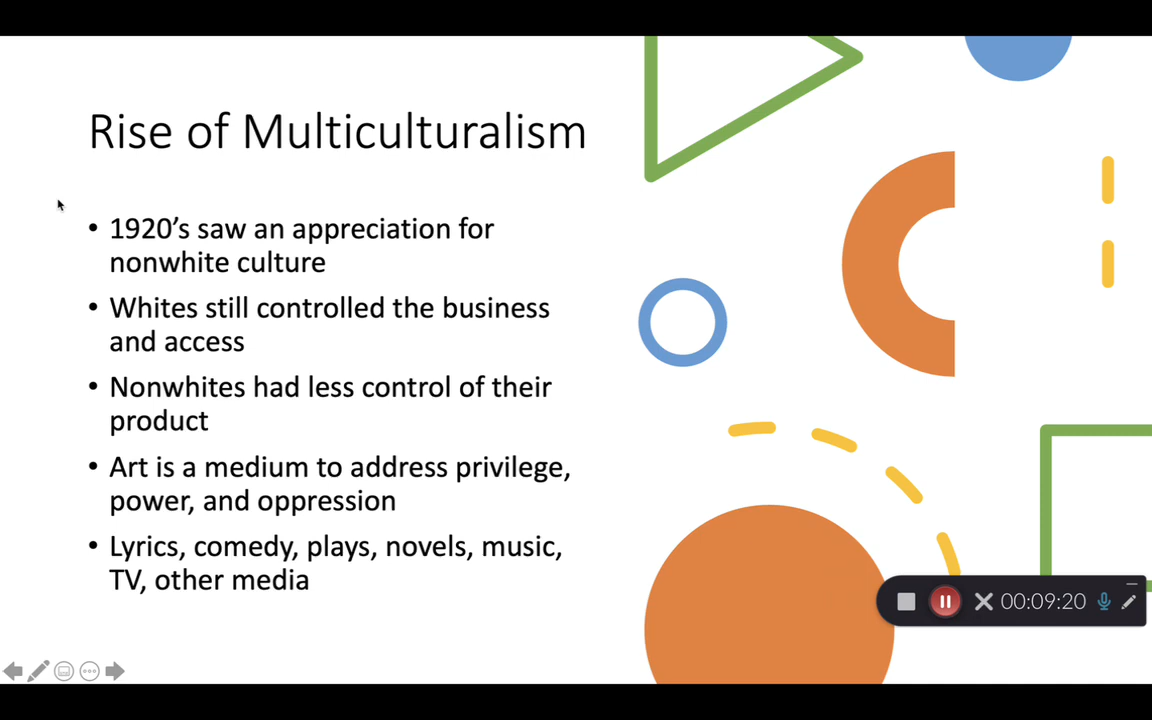 Rise of Multiculturalism
• 1920’s saw an appreciation for
nonwhite culture
• Whites still controlled the business
and access
• Nonwhites had less control of their
product
• Art is a medium to address privilege,
power, and oppression
• Lyrics, comedy, plays, novels, music,
TV, other media
00:09:20